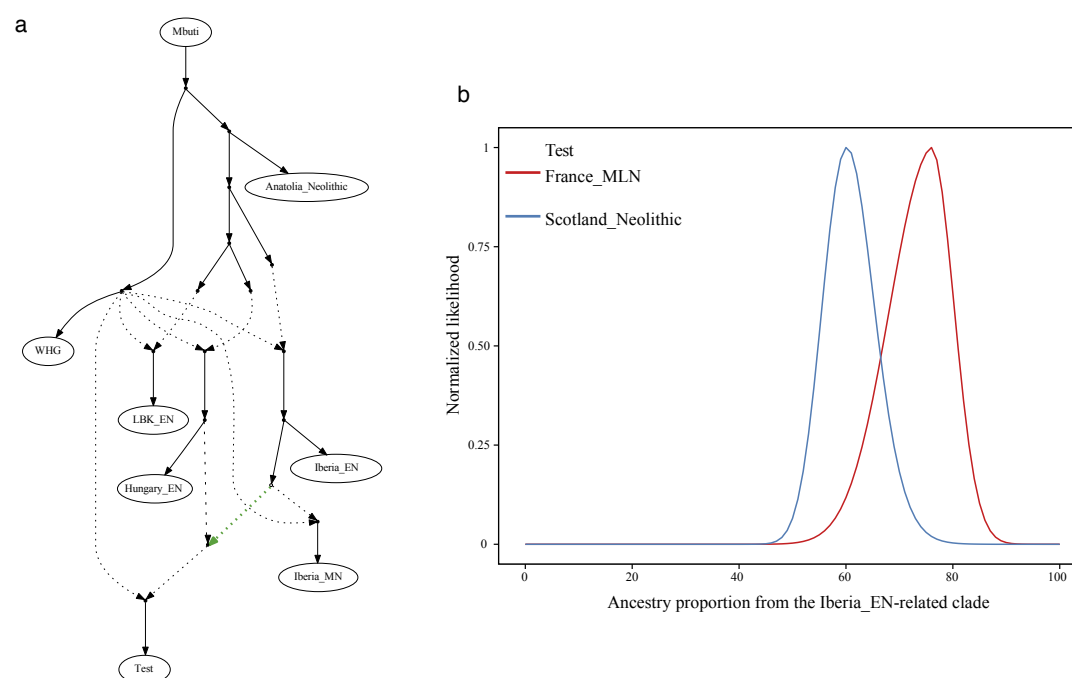 a
Mbuti
Anatolia_Neolithic
WHG
LBK_EN
Iberia_EN
Hungary_EN
Iberia_MN
Test
b
Test
France_MLN
Scotland_Neolithic
Normalized likelihood
1
0.75
0.50
0.25
0
0 20 40 60 80 100
Ancestry proportion from the Iberia_EN-related clade